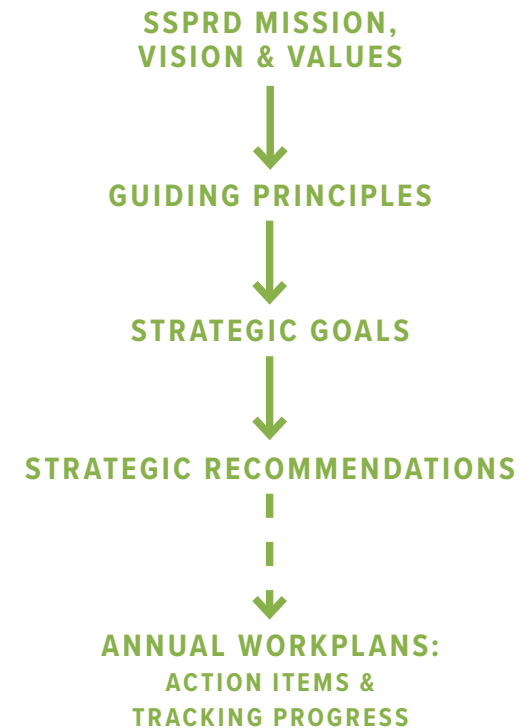 SSPRD MISSION,
VISION & VALUES
GUIDING PRINCIPLES
STRATEGIC GOALS
STRATEGIC RECOMMENDATIONS
ANNUAL WORKPLANS:
ACTION ITEMS &
TRACKING PROGRESS